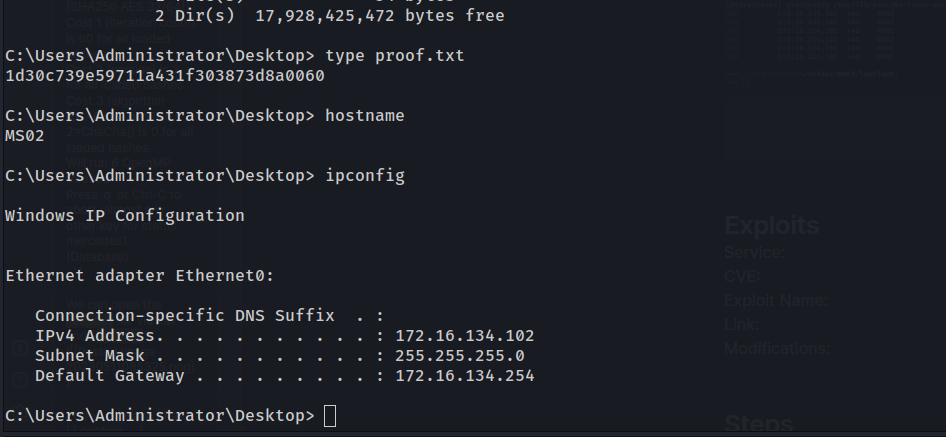 2 Dir(s)  17,928,425,472 bytes free
C:\Users\Administrator\Desktop> type proof.txt
1d30c739e59711a431f303873d8a0060
C:\Users\Administrator\Desktop> hostname
MS02
C:\Users\Administrator\Desktop> ipconfig
Windows IP Configuration
Ethernet adapter Ethernet0:
   Connection-specific DNS Suffix  . :
   IPv4 Address. . . . . . . . . . . : 172.16.134.102
   Subnet Mask . . . . . . . . . . . : 255.255.255.0
   Default Gateway . . . . . . . . . : 172.16.134.254
C:\Users\Administrator\Desktop>
Exploits
Service:
CVE:
Exploit Name:
Link:
Modifications:
Steps